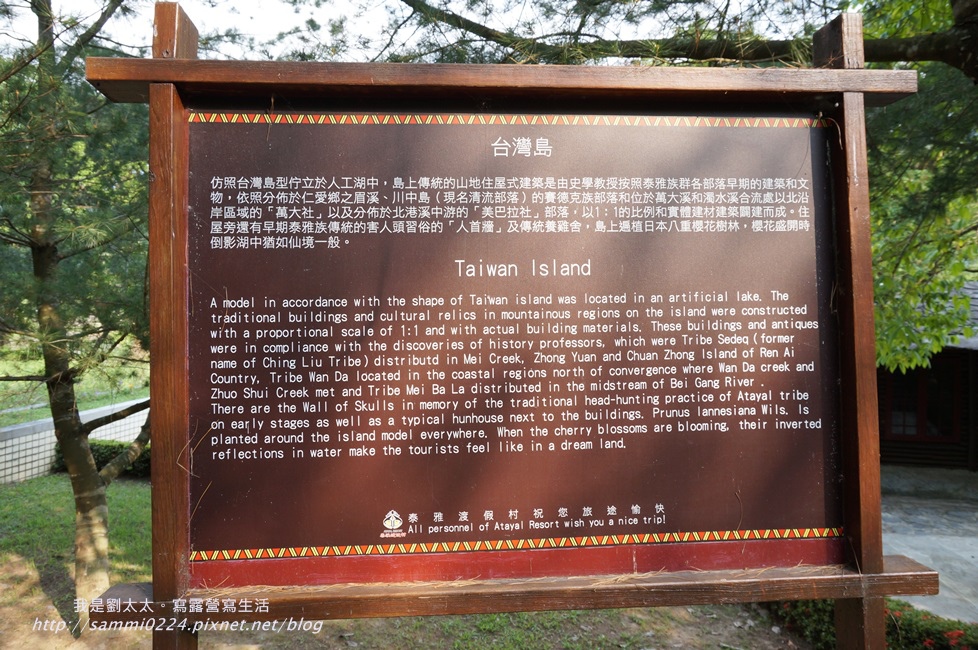 台灣島
仿照台灣島型佇立於人工湖中，島上傳統的山地住屋式建築是由史學教授按照泰雅族群各部落早期的建築和文
物，依照分佈於仁愛鄉之眉溪、川中島（現名清流部落）的賽德克族部落和位於萬大溪和濁水溪合流處以北沿
岸區域的「萬大社」以及分佈於北港溪中游的「美巴拉社」部落，以1：1的比例和實體建材建築闢建而成。住
屋旁還有早期泰雅族傳統的害人頭習俗的「人首牆」及傳統養雞舍，島上遍植日本八重櫻花樹林，櫻花盛開時
倒影湖中猶如仙境一般。
Taiwan Island
A model in accordance with the shape of Taiwan island was located in an artificial lake. The
traditional buildings and cultural relics in mountainous regions on the island were constructed
with a proportional scale of 1:1 and with actual building materials. These buildings and antiques
were in compliance with the discoveries of history professors, which were Tribe Sedeq (former
name of Ching Liu Tribe) distributd in Mei Creek, Zhong Yuan and Chuan Zhong Island of Ren Ai
Country, Tribe Wan Da located in the coastal regions north of convergence where Wan Da creek and
Zhuo Shui Creek met and Tribe Mei Ba La distributed in the midstream of Bei Gang River .
There are the Wall of Skulls in memory of the traditional head-hunting practice of Atayal tribe
on early stages as well as a typical hunhouse next to the buildings. Prunus lannesiana Wils. Is
planted around the island model everywhere. When the cherry blossoms are blooming, their inverted
reflections in water make the tourists feel like in a dream land.
泰雅渡假村祝您旅途愉快
All personnel of Atayal Resort wish you a nice trip!
我是劉太太。寫露營寫生活
http://sammi0224.pixnet.net/blog